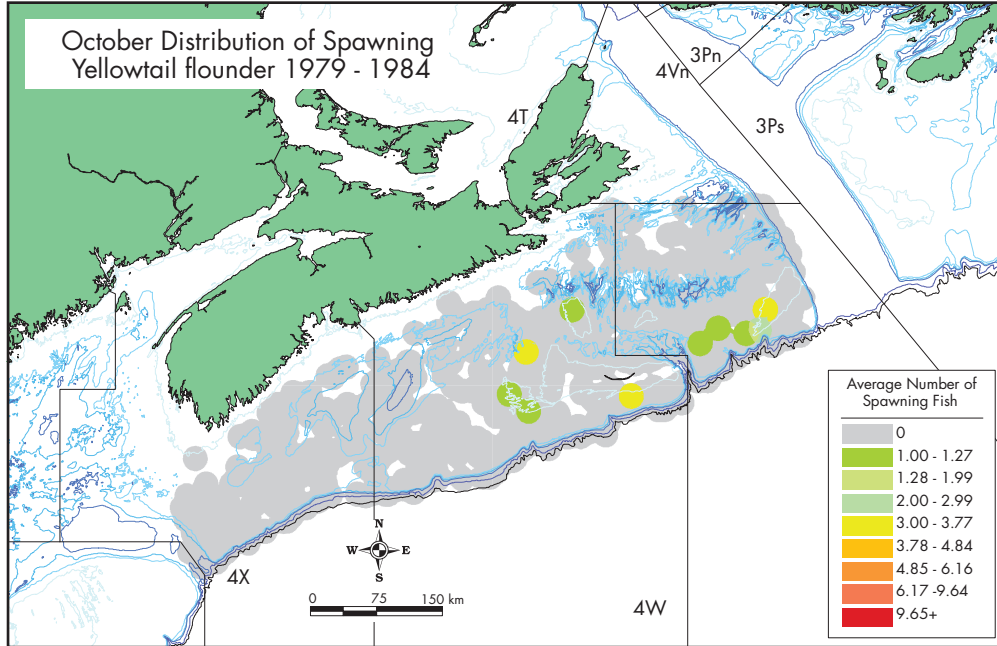 October Distribution of Spawning
Yellowtail flounder 1979 - 1984
3Pn
4Vn
4T
3Ps
Average Number of
Spawning Fish
0
1.00 - 1.27
1.28 - 1.99
2.00 - 2.99
3.00 - 3.77
3.78 - 4.84
4.85 - 6.16
6.17 -9.64
9.65+
N
W E
S
4X
0 75 150 km
4W